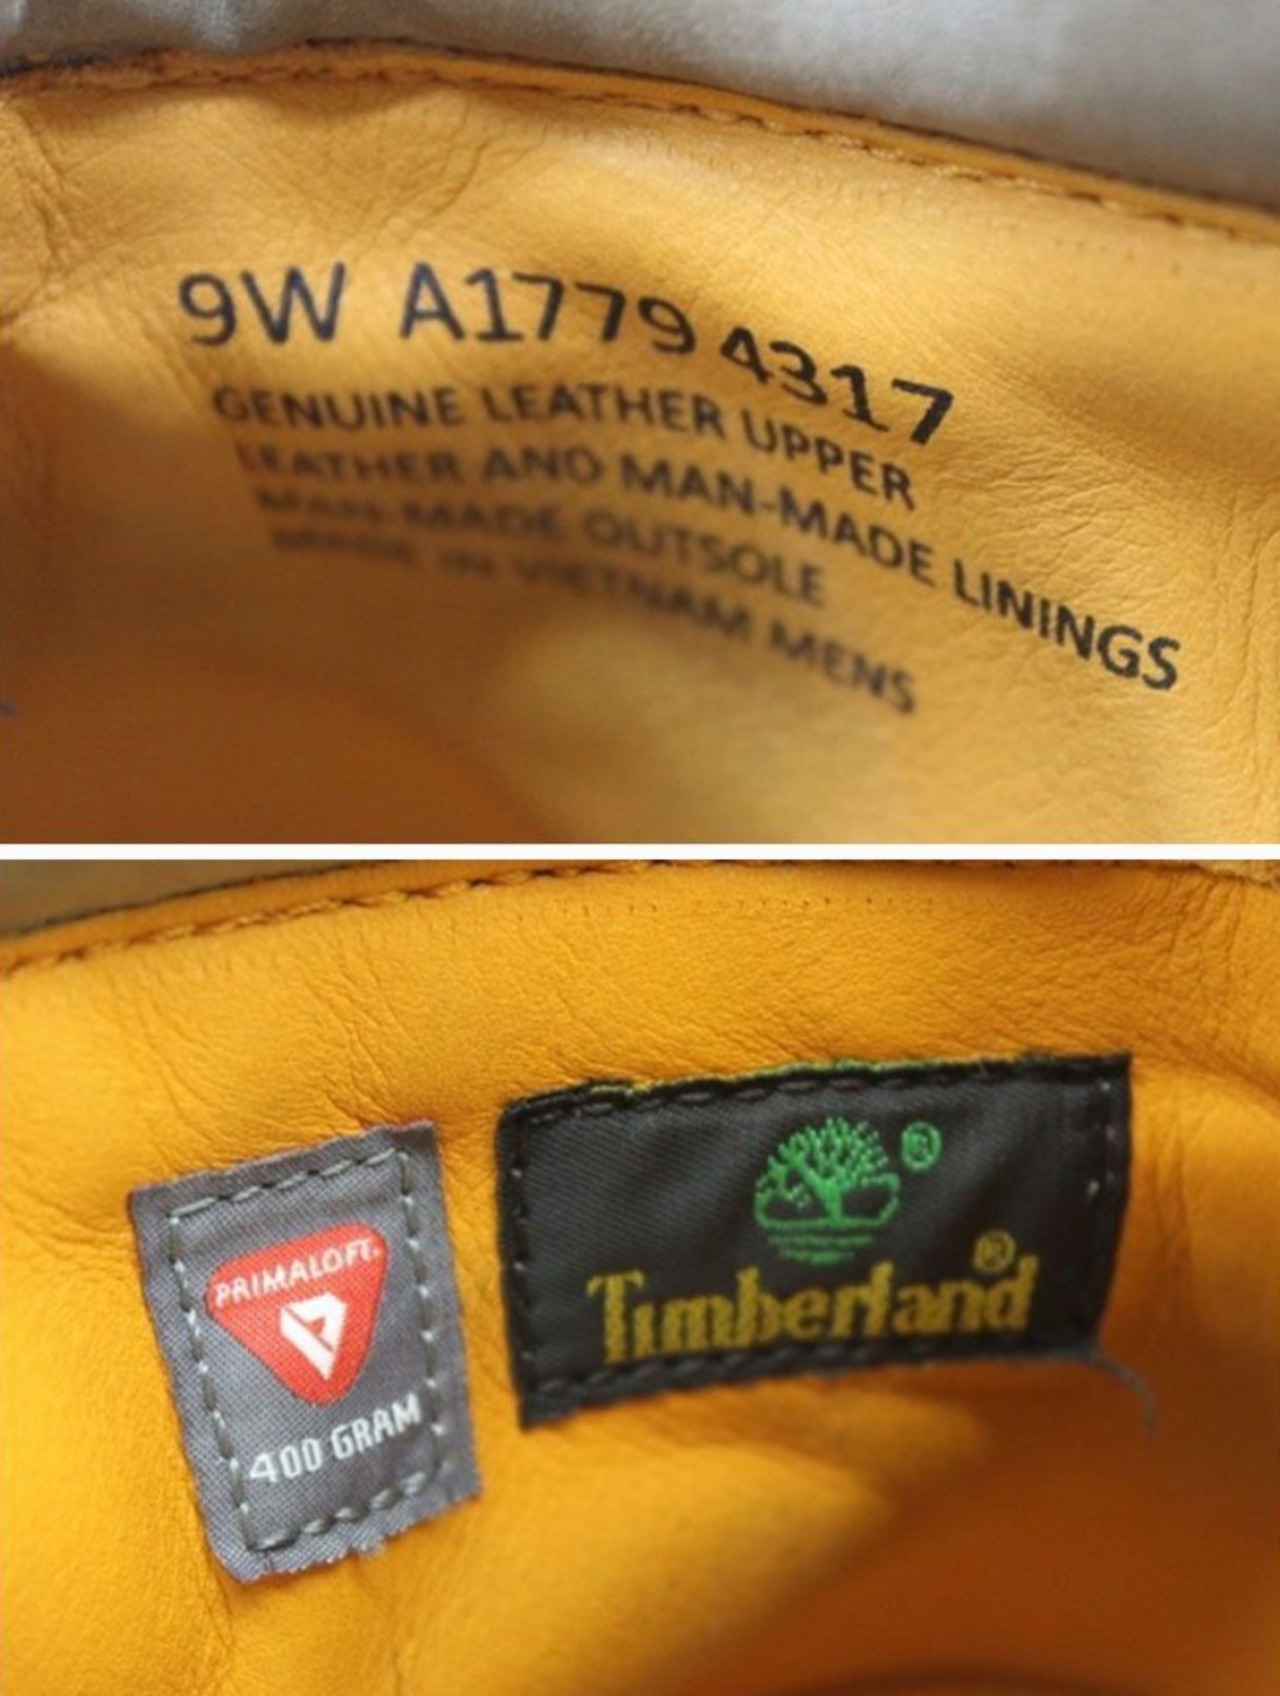 9W A1779 4317
GENUINE LEATHER UPPER
LEATHER AND MAN-MADE LININGS
MAN-MADE OUTSOLE
MADE IN VIETNAM MENS
PRIMALOFT.
400 GRAM
®
Timberland®